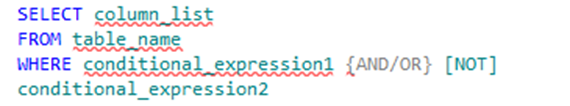 SELECT column_list
FROM table_name
WHERE conditional_expression1 {AND/OR} [NOT]
conditional_expression2